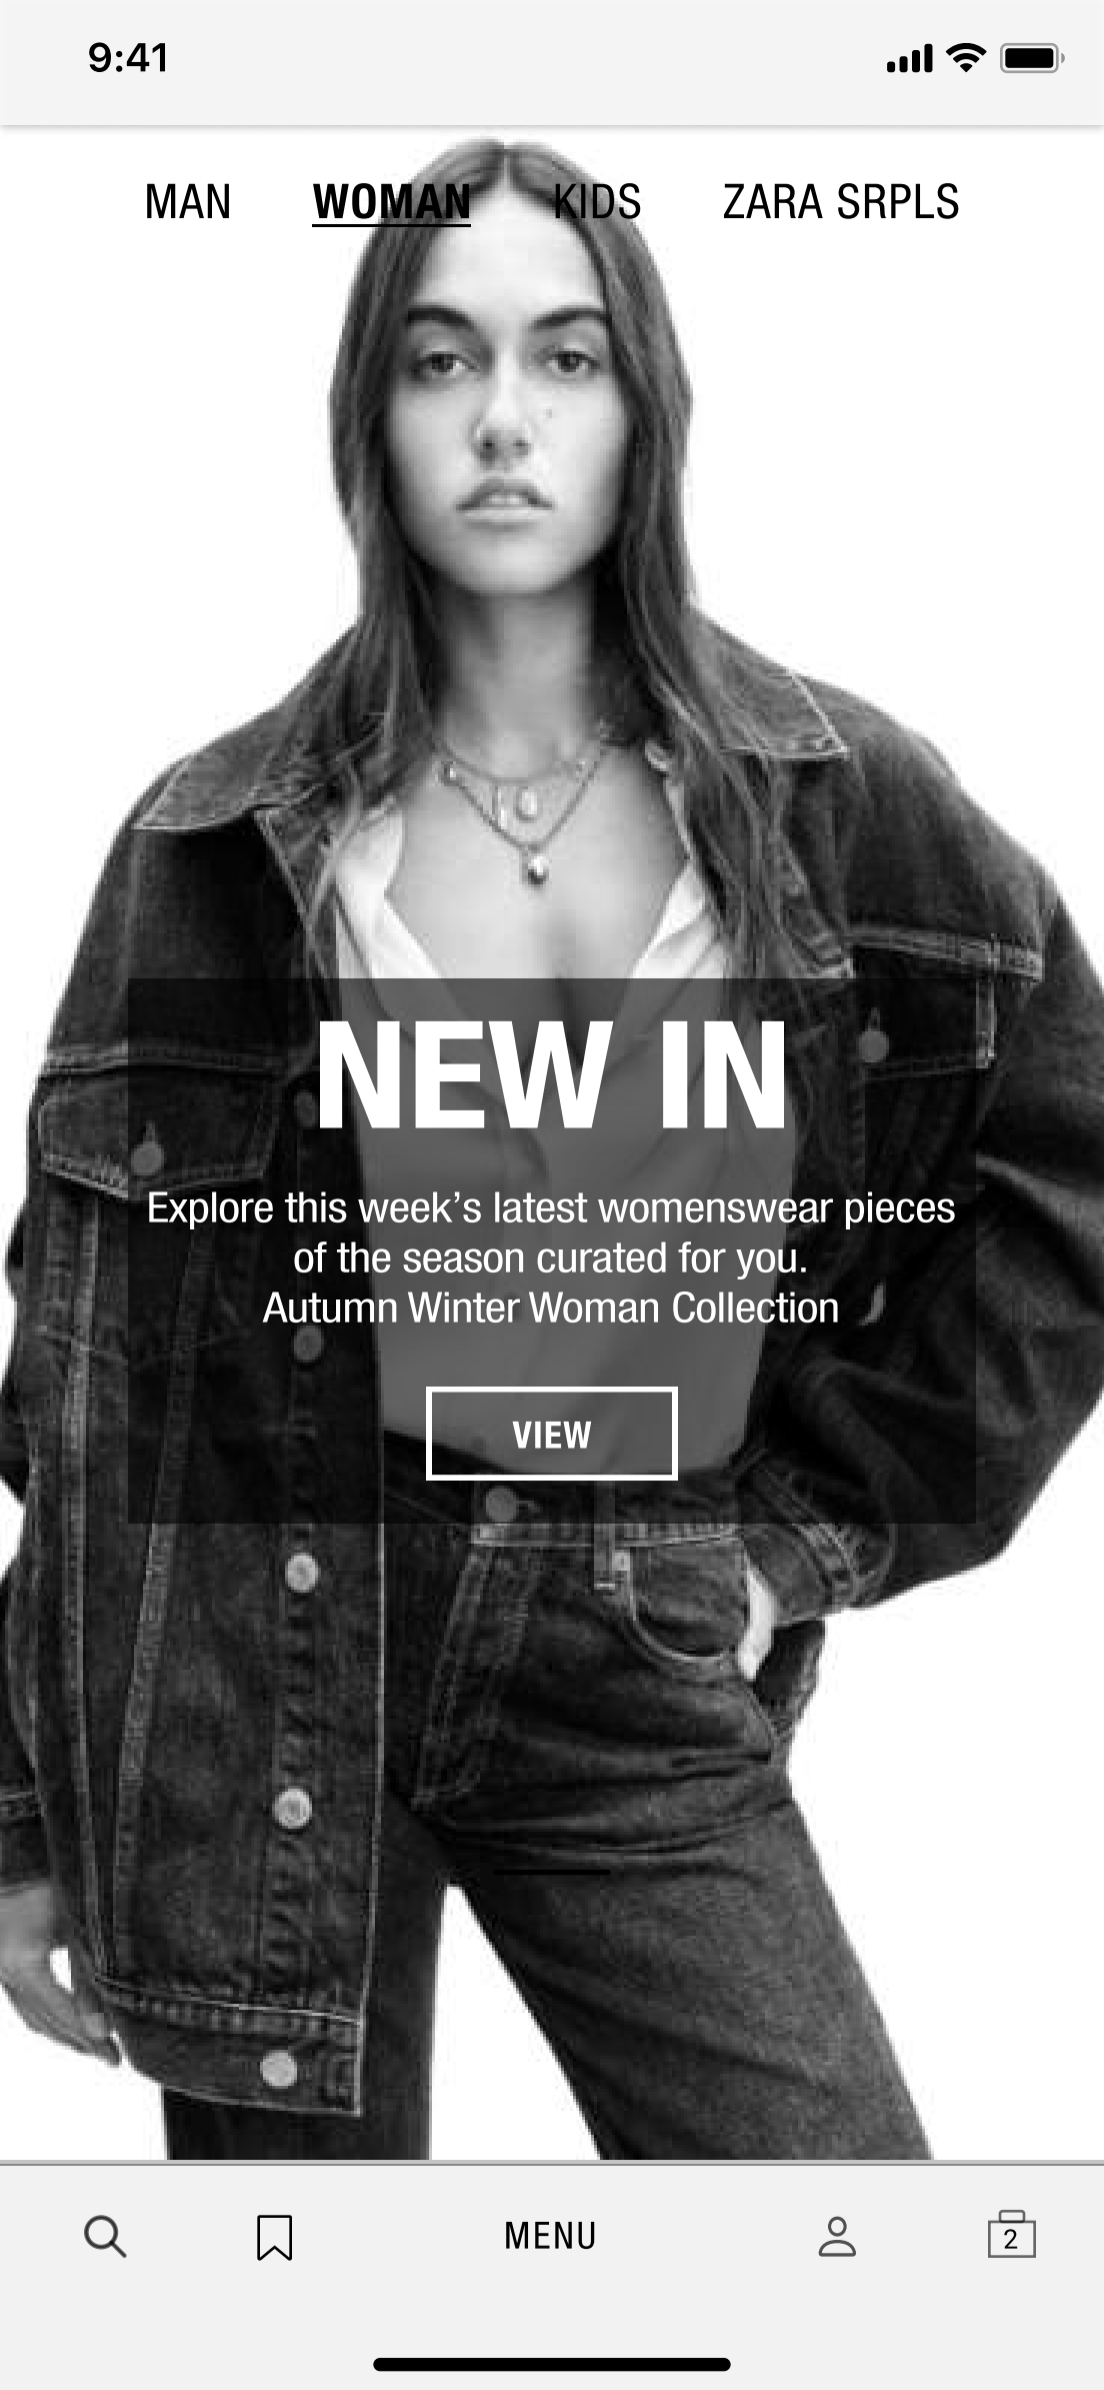 9:41
MAN WOMAN KIDS ZARA SRPLS
NEW IN
Explore this week’s latest womenswear pieces
of the season curated for you.
Autumn Winter Woman Collection
VIEW
MENU
2